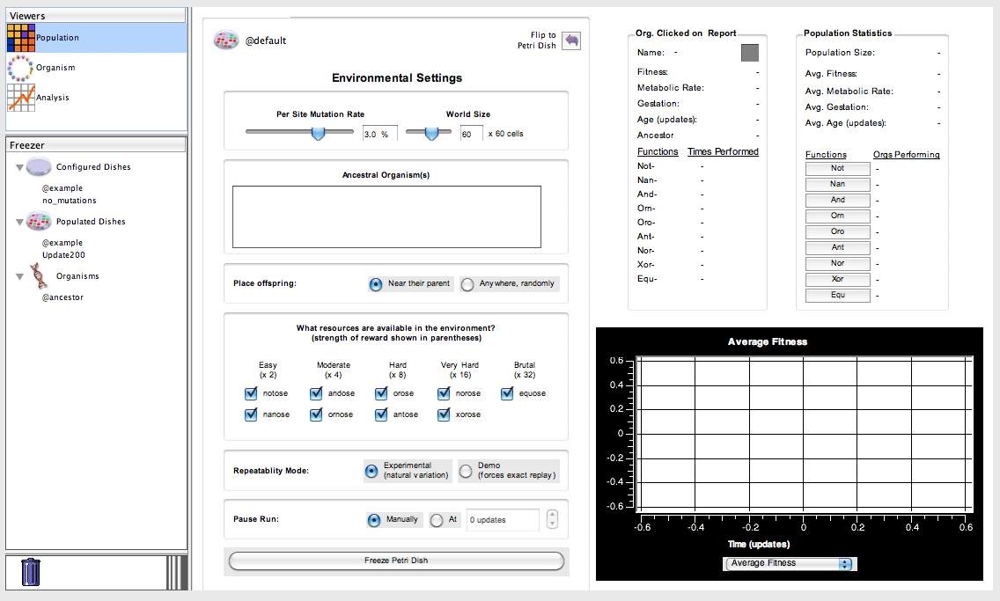 Viewers
Population
Organism
Analysis
Freezer
Configured Dishes
@example
no_mutations
Populated Dishes
@example
Update200
Organisms
@ancestor
@default
Flip to
Petri Dish
Environmental Settings
Per Site Mutation Rate
World Size
3.0 %
60
x 60 cells
Ancestral Organism(s)
Place offspring:
Near their parent
Anywhere, randomly
What resources are available in the environment?
(strength of reward shown in parentheses)
Easy
(x 2)
Moderate
(x 4)
Hard
(x 8)
Very Hard
(x 16)
Brutal
(x 32)
notose
andose
orose
norose
equose
nanose
ornose
antose
xorose
Repeatablity Mode:
Experimental
(natural variation)
Demo
(forces exact replay)
Pause Run:
Manually
At
0 updates
Freeze Petri Dish
Org. Clicked on Report
Name: -
Fitness: -
Metabolic Rate: -
Gestation: -
Age (updates): -
Ancestor -
Functions Times Performed
Not- -
Nan- -
And- -
Orn- -
Oro- -
Ant- -
Nor- -
Xor- -
Equ- -
Population Statistics
Population Size: -
Avg. Fitness: -
Avg. Metabolic Rate: -
Avg. Gestation: -
Avg. Age (updates): -
Functions Orgs Performing
Not -
Nan -
And -
Orn -
Oro -
Ant -
Nor -
Xor -
Equ -
Average Fitness
0.6
0.4
0.2
0
-0.2
-0.4
-0.6
-0.6 -0.4 -0.2 0 0.2 0.4 0.6
Time (updates)
Average Fitness